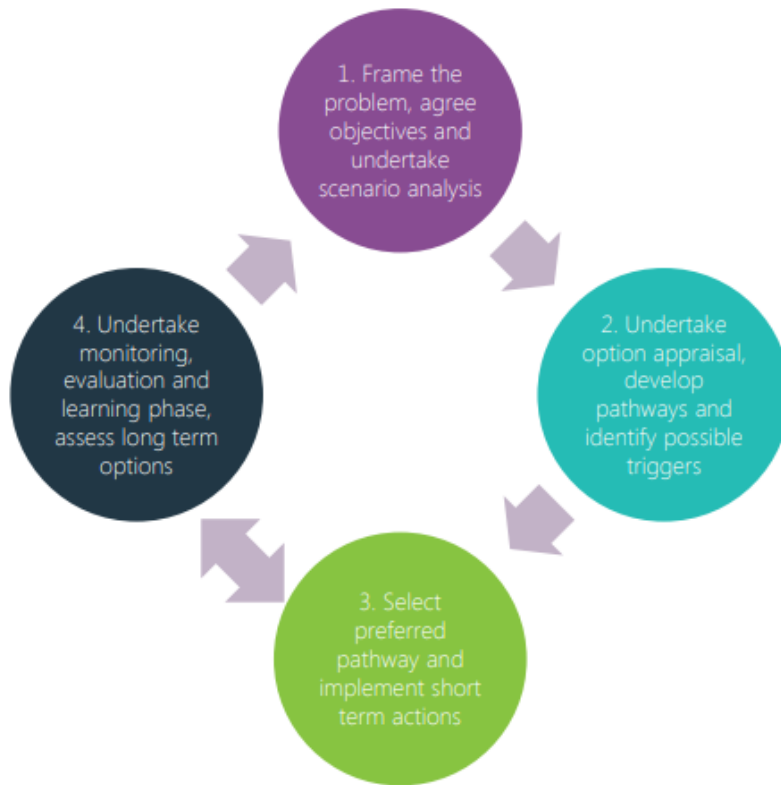 1. Frame the
problem, agree
objectives and
undertake
scenario analysis
2. Undertake
option appraisal,
develop
pathways and
identify possible
triggers
3. Select
preferred
pathway and
implement short
term actions
4. Undertake
monitoring,
evaluation and
learning phase,
assess long term
options